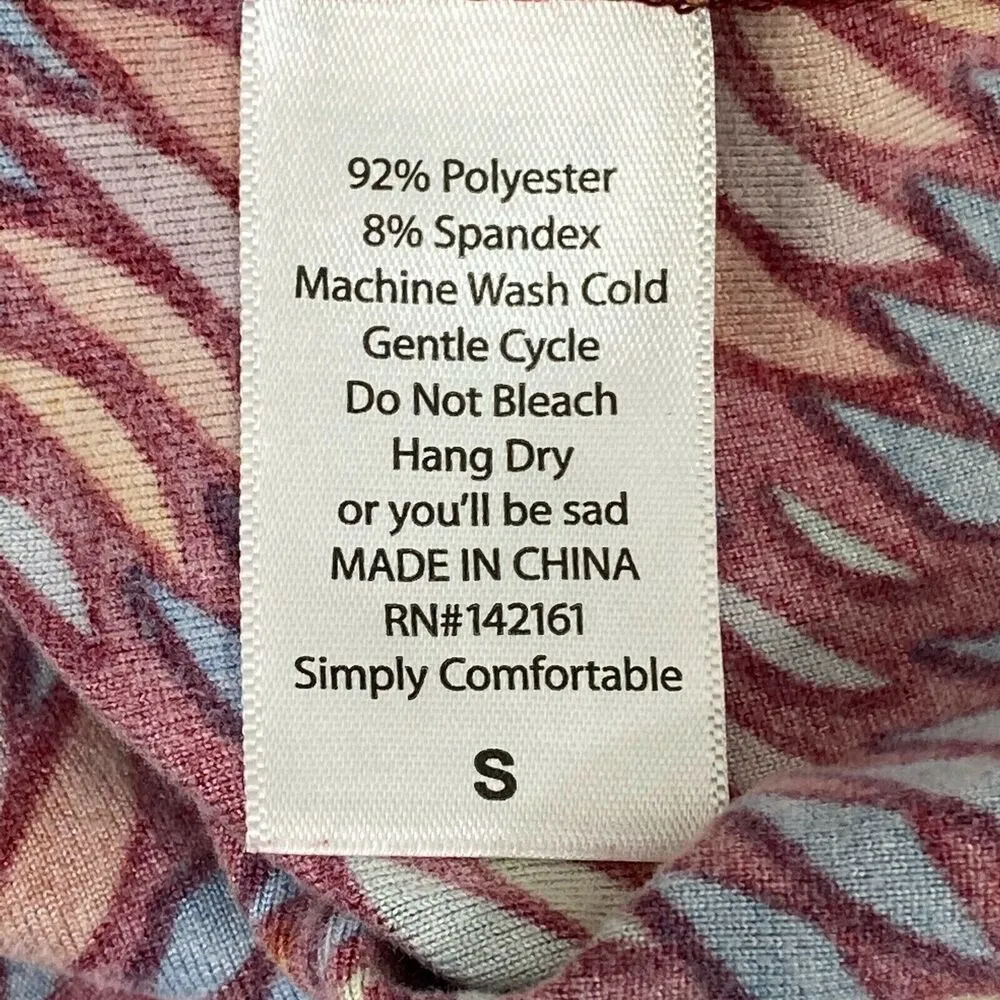 92% Polyester
8% Spandex
Machine Wash Cold
Gentle Cycle
Do Not Bleach
Hang Dry
or you'll be sad
MADE IN CHINA
RN#142161
Simply Comfortable
S